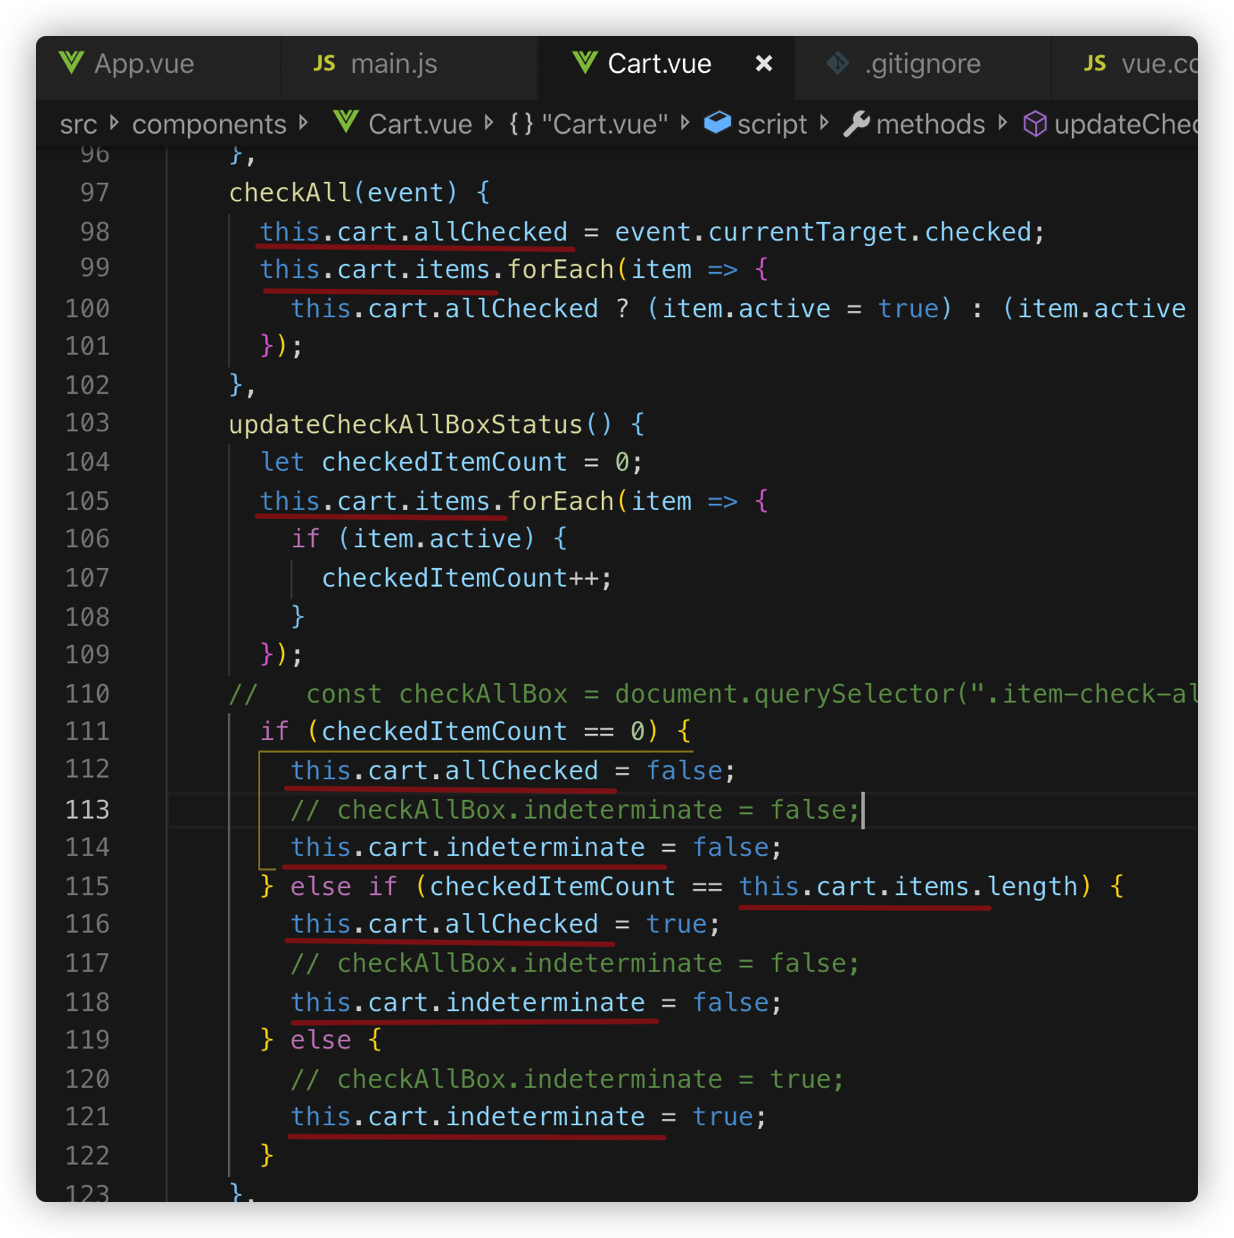 App.vue JS main.js Cart.vue × .gitignore JS vue.co
src components Cart.vue {} "Cart.vue" script methods updateChec
96 },
97 checkAll(event) {
98 this.cart.allChecked = event.currentTarget.checked;
99 this.cart.items.forEach(item => {
100 this.cart.allChecked ? (item.active = true) : (item.active
101 });
102 },
103 updateCheckAllBoxStatus() {
104 let checkedItemCount = 0;
105 this.cart.items.forEach(item => {
106 if (item.active) {
107 checkedItemCount++;
108 }
109 });
110 // const checkAllBox = document.querySelector(".item-check-al
111 if (checkedItemCount == 0) {
112 this.cart.allChecked = false;
113 // checkAllBox.indeterminate = false;
114 this.cart.indeterminate = false;
115 } else if (checkedItemCount == this.cart.items.length) {
116 this.cart.allChecked = true;
117 // checkAllBox.indeterminate = false;
118 this.cart.indeterminate = false;
119 } else {
120 // checkAllBox.indeterminate = true;
121 this.cart.indeterminate = true;
122 }
123 },